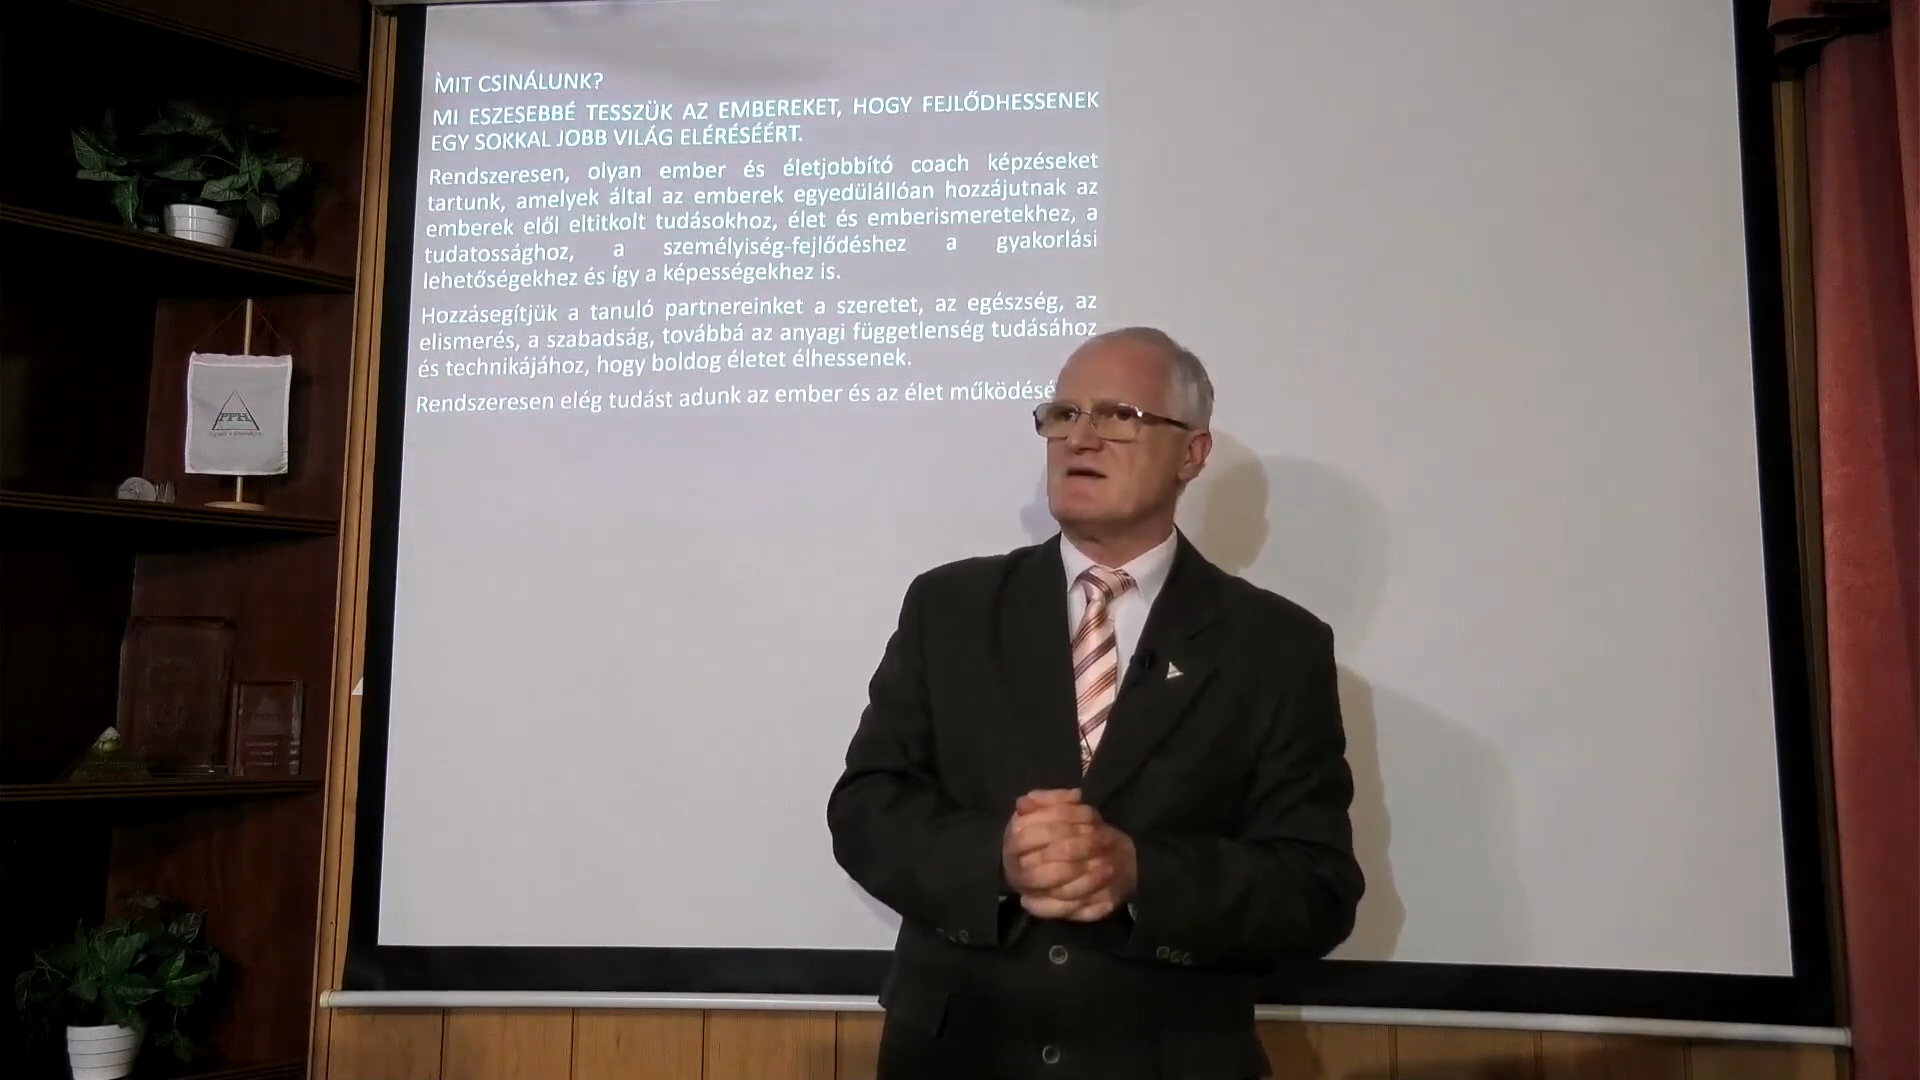 MIT CSINÁLUNK?
MI ESZESEBBÉ TESSZÜK AZ EMBEREKET, HOGY FEJLŐDHESSENEK
EGY SOKKAL JOBB VILÁG ELÉRÉSÉÉRT.
Rendszeresen, olyan ember és életjobbító coach képzéseket
tartunk, amelyek által az emberek egyedülállóan hozzájutnak az
emberek elől eltitkolt tudásokhoz, élet és emberismeretekhez, a
tudatossághoz, a személyiség-fejlődéshez a gyakorlási
lehetőségekhez és így a képességekhez is.
Hozzásegítjük a tanuló partnereinket a szeretet, az egészség, az
elismerés, a szabadság, továbbá az anyagi függetlenség tudásához
és technikájához, hogy boldog életet élhessenek.
Rendszeresen elég tudást adunk az ember és az élet működésé
PPH